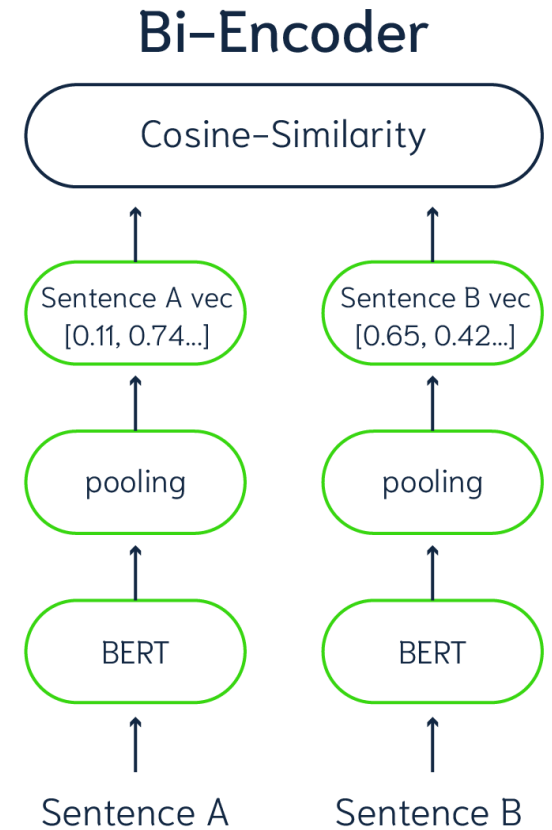 Bi-Encoder
Cosine-Similarity
Sentence A vec
[0.11, 0.74...]
Sentence B vec
[0.65, 0.42...]
pooling
pooling
BERT
BERT
Sentence A
Sentence B